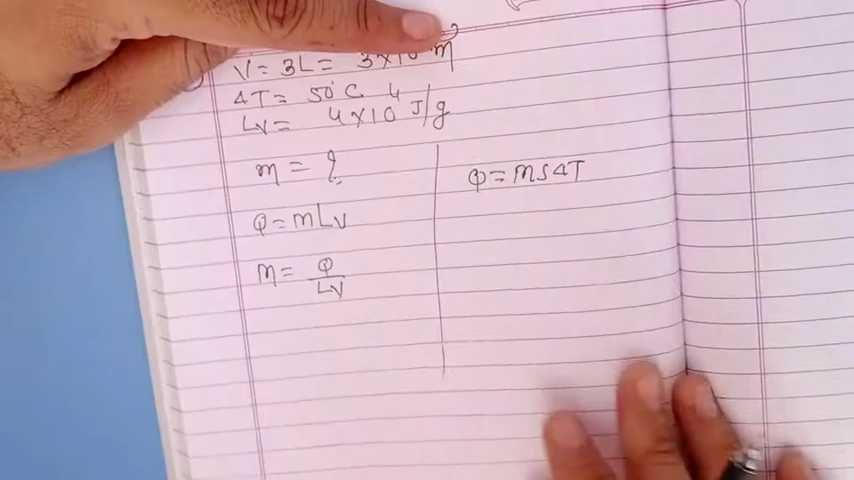 V = 3L = 3×10 m
ΔT = 50°C
Lv = 4×10⁴ J/g
m = ?
Q = mLv
m = Q/Lv
Q = msΔT